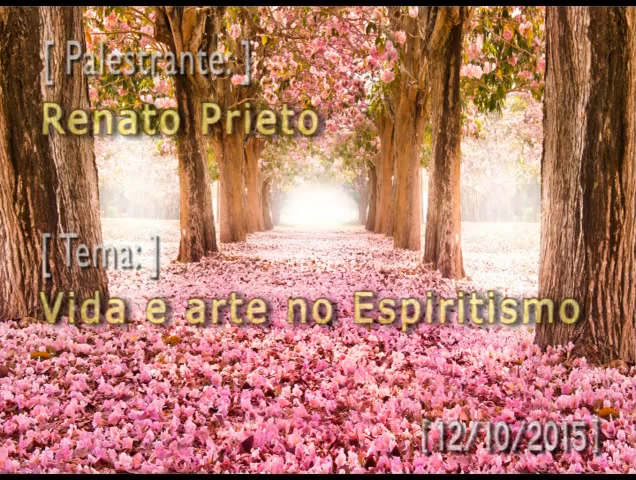 [ Palestrante: ]
Renato Prieto
[ Tema: ]
Vida e arte no Espiritismo
[12/10/2015]